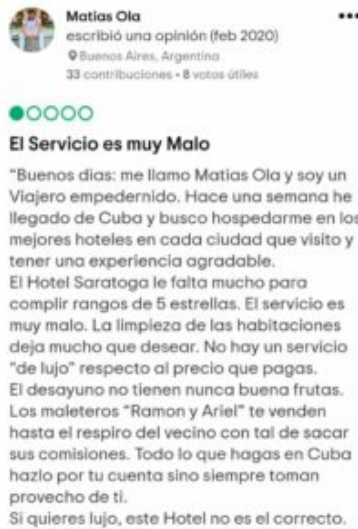 Matias Ola
escribió una opinión (feb 2020)
Buenos Aires, Argentina
33 contribuciones • 8 votos útiles
El Servicio es muy Malo
"Buenos dias: me llamo Matias Ola y soy un
Viajero empedernido. Hace una semana he
llegado de Cuba y busco hospedarme en los
mejores hoteles en cada ciudad que visito y
tener una experiencia agradable.
El Hotel Saratoga le falta mucho para
complir rangos de 5 estrellas. El servicio es
muy malo. La limpieza de las habitaciones
deja mucho que desear. No hay un servicio
"de lujo" respecto al precio que pagas.
El desayuno no tienen nunca buena frutas.
Los maleteros "Ramon y Ariel" te venden
hasta el respiro del vecino con tal de sacar
sus comisiones. Todo lo que hagas en Cuba
hazlo por tu cuenta sino siempre toman
provecho de ti.
Si quieres lujo, este Hotel no es el correcto.